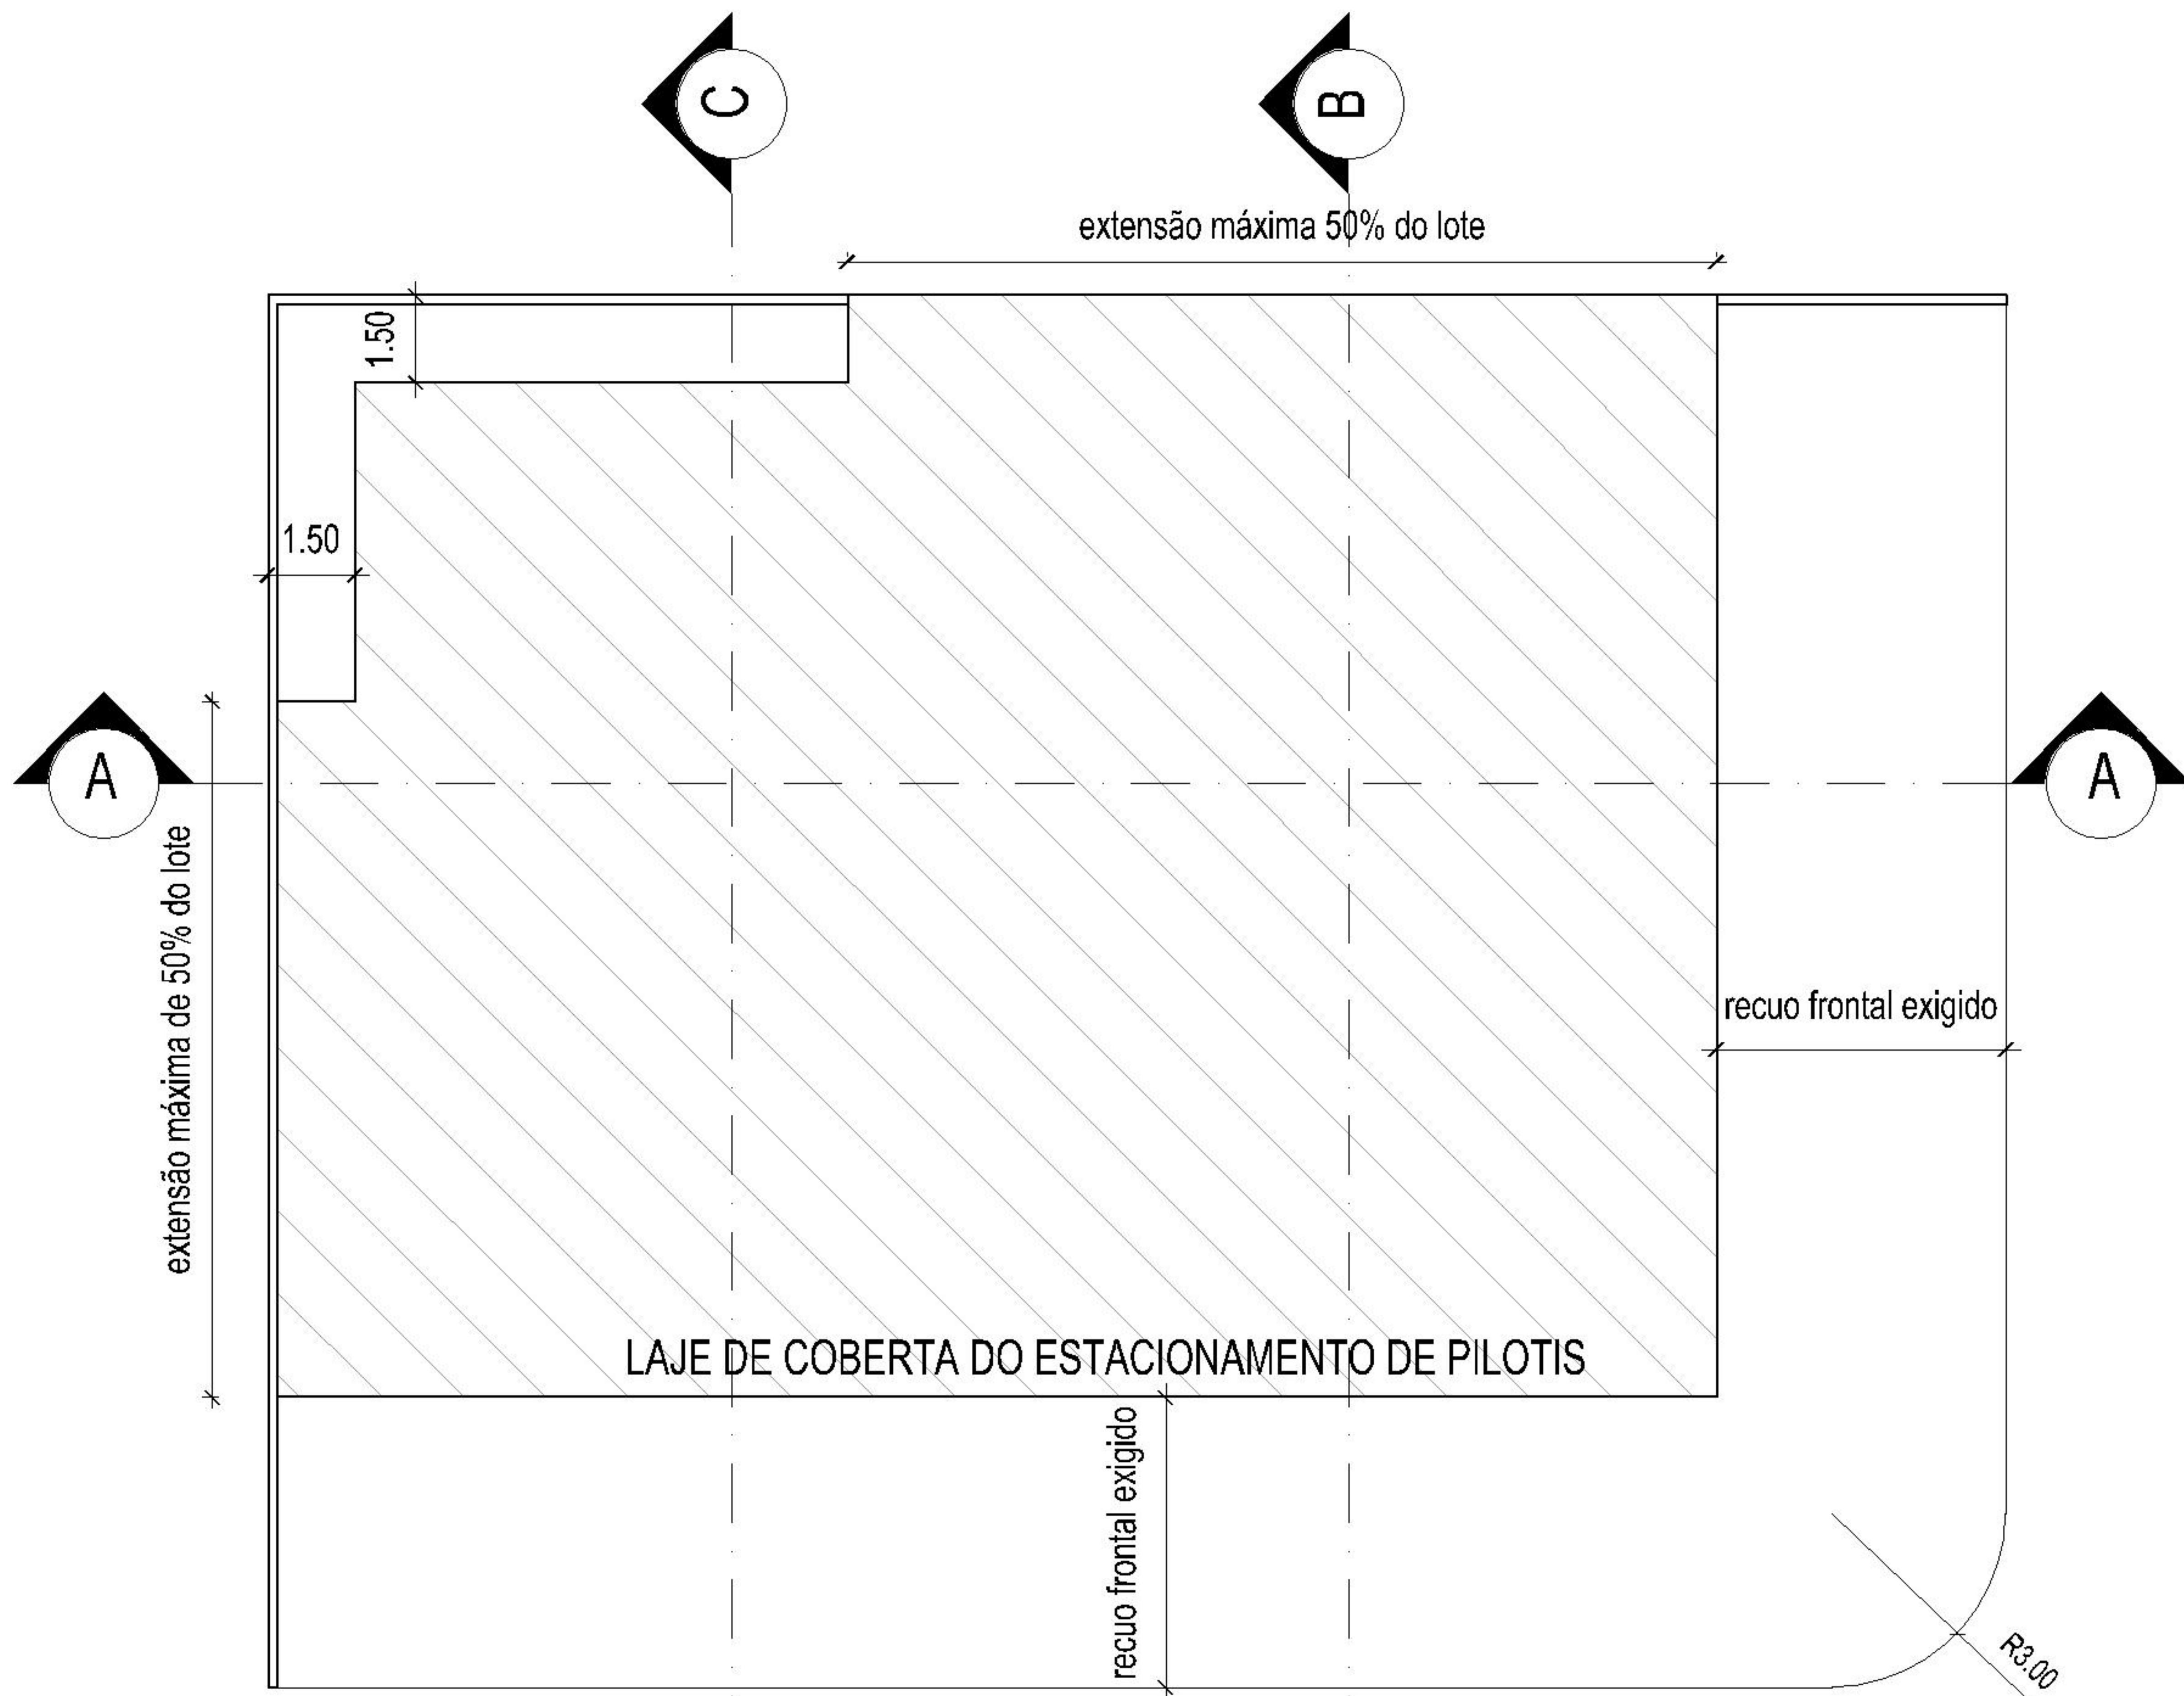 C
B
extensão máxima 50% do lote
1.50
1.50
A
A
extensão máxima de 50% do lote
recuo frontal exigido
LAJE DE COBERTA DO ESTACIONAMENTO DE PILOTIS
recuo frontal exigido
R3.00